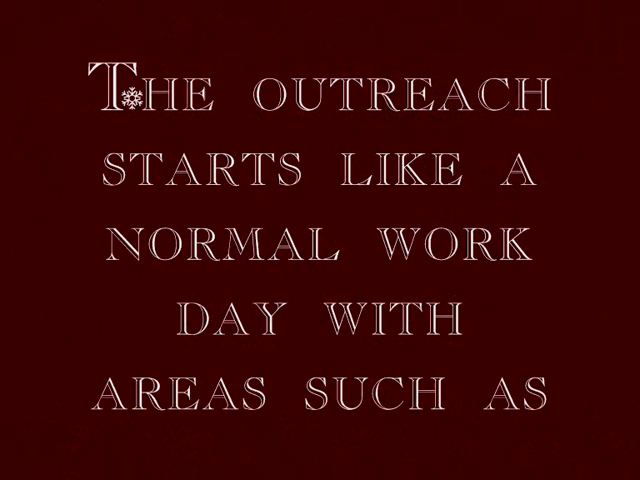 The outreach
starts like a
normal work
day with
areas such as